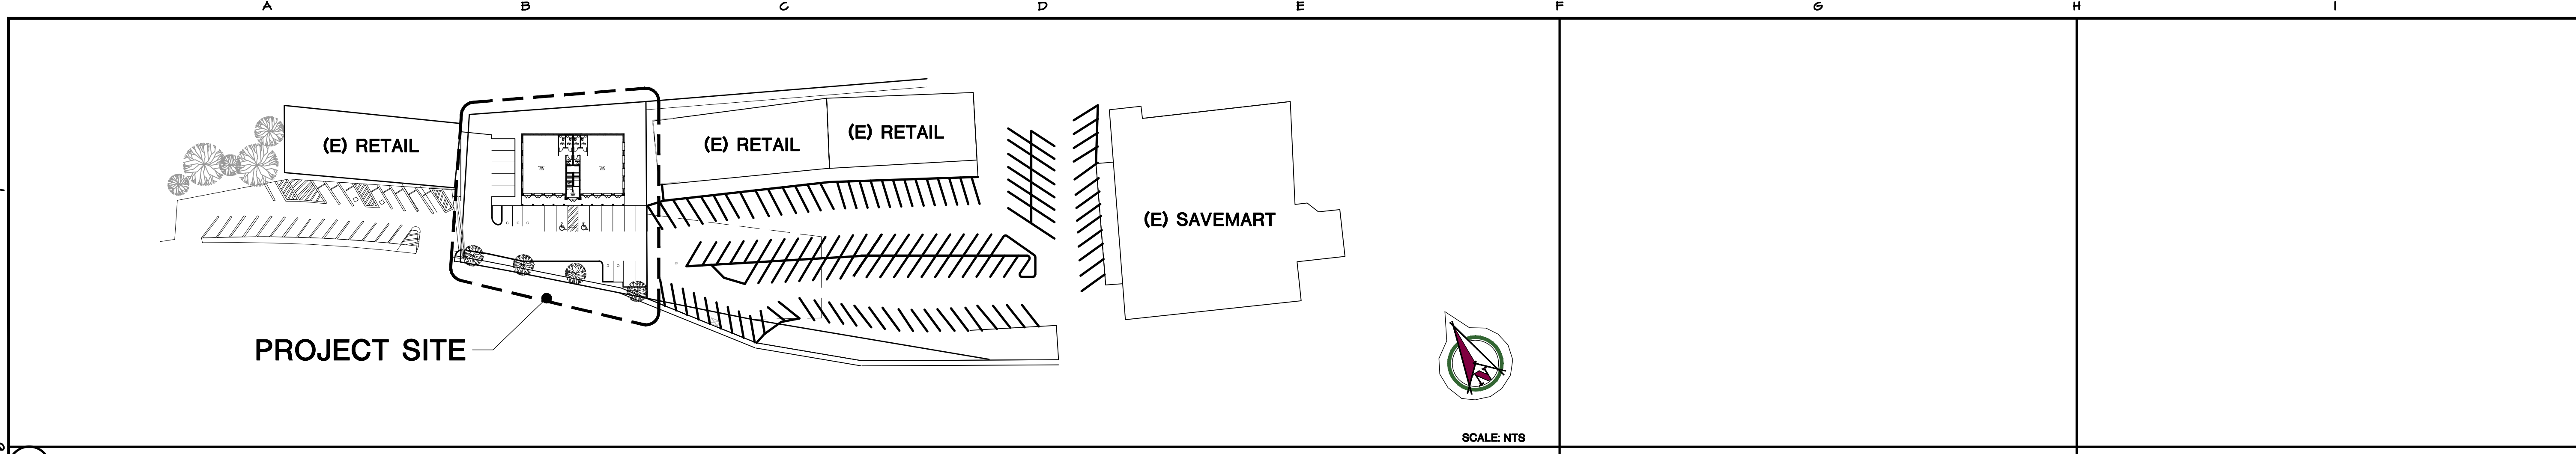 A B C D E F G H I
(E) RETAIL
(E) RETAIL
(E) RETAIL
(E) SAVEMART
PROJECT SITE
SCALE: NTS